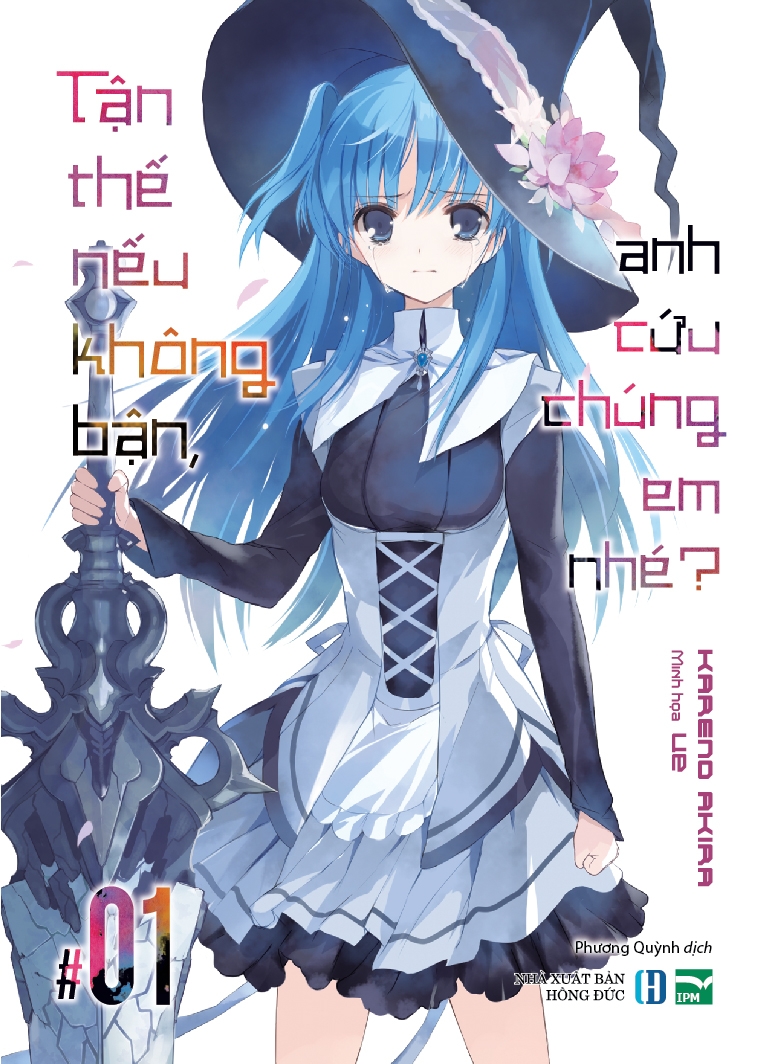 Tận
thế
nếu
không
bận,
anh
cứu
chúng
em
nhé?
KARENO AKIRA
Minh họa UE
#01
Phương Quỳnh dịch
NHÀ XUẤT BẢN
HỒNG ĐỨC
H
IPM